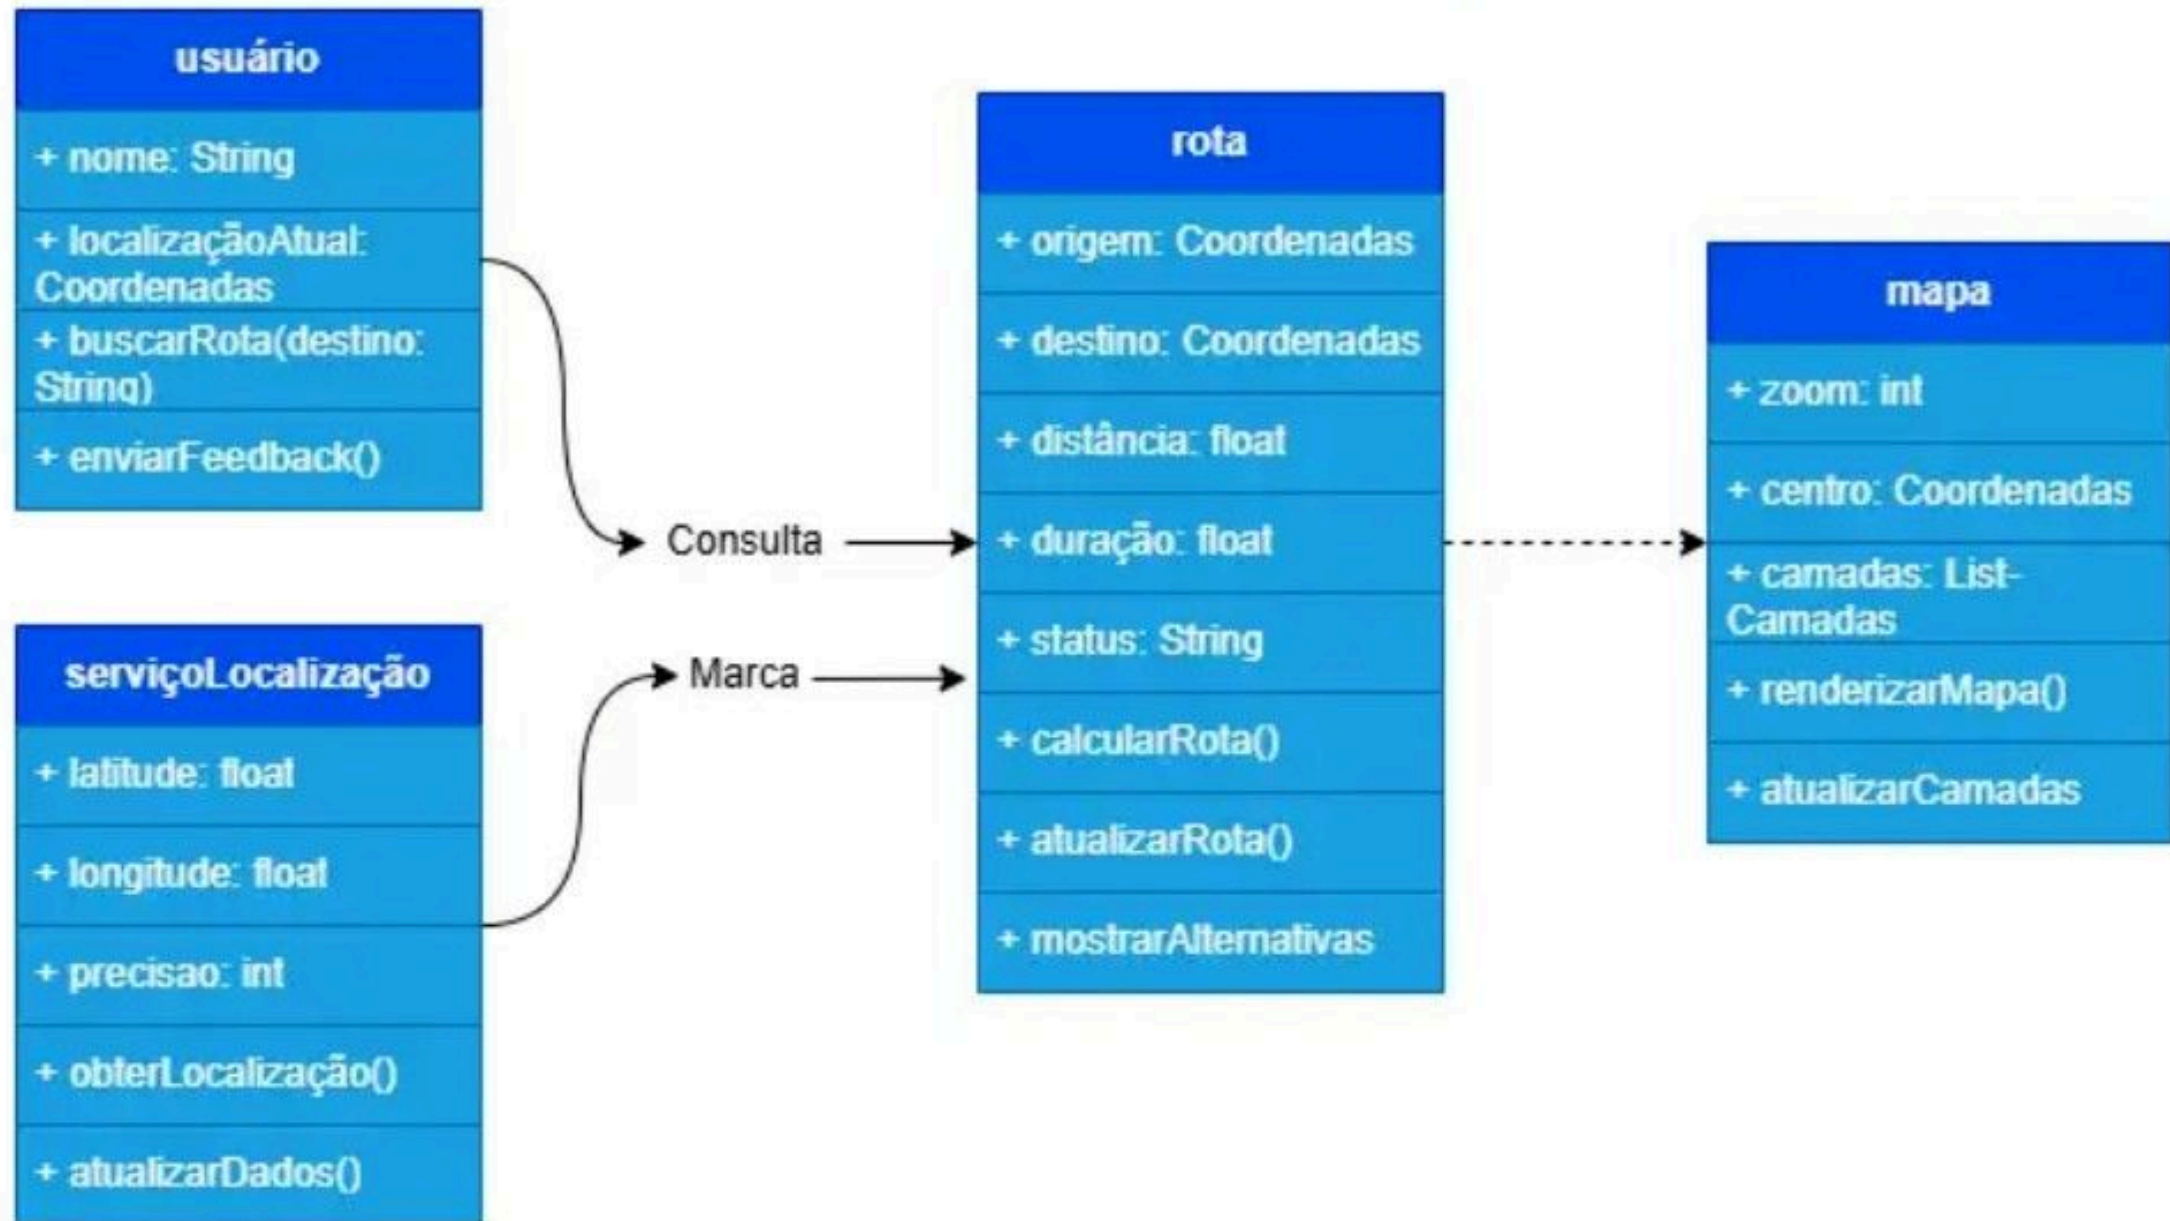 usuário
+ nome: String
+ localizaçãoAtual:
Coordenadas
+ buscarRota(destino:
String)
+ enviarFeedback()
Consulta
serviçoLocalização
+ latitude: float
+ longitude: float
+ precisao: int
+ obterLocalização()
+ atualizarDados()
Marca
rota
+ origem: Coordenadas
+ destino: Coordenadas
+ distância: float
+ duração: float
+ status: String
+ calcularRota()
+ atualizarRota()
+ mostrarAlternativas
mapa
+ zoom: int
+ centro: Coordenadas
+ camadas: List-
Camadas
+ renderizarMapa()
+ atualizarCamadas